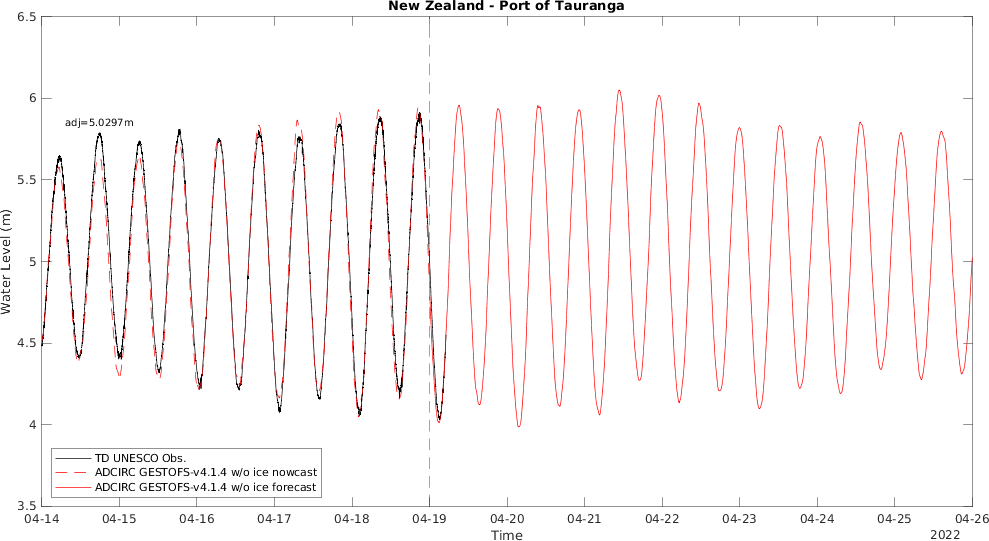 New Zealand - Port of Tauranga
6.5
6
5.5
5
4.5
4
3.5
Water Level (m)
adj=5.0297m
TD UNESCO Obs.
ADCIRC GESTOFS-v4.1.4 w/o ice nowcast
ADCIRC GESTOFS-v4.1.4 w/o ice forecast
04-14 04-15 04-16 04-17 04-18 04-19 04-20 04-21 04-22 04-23 04-24 04-25 04-26
Time
2022